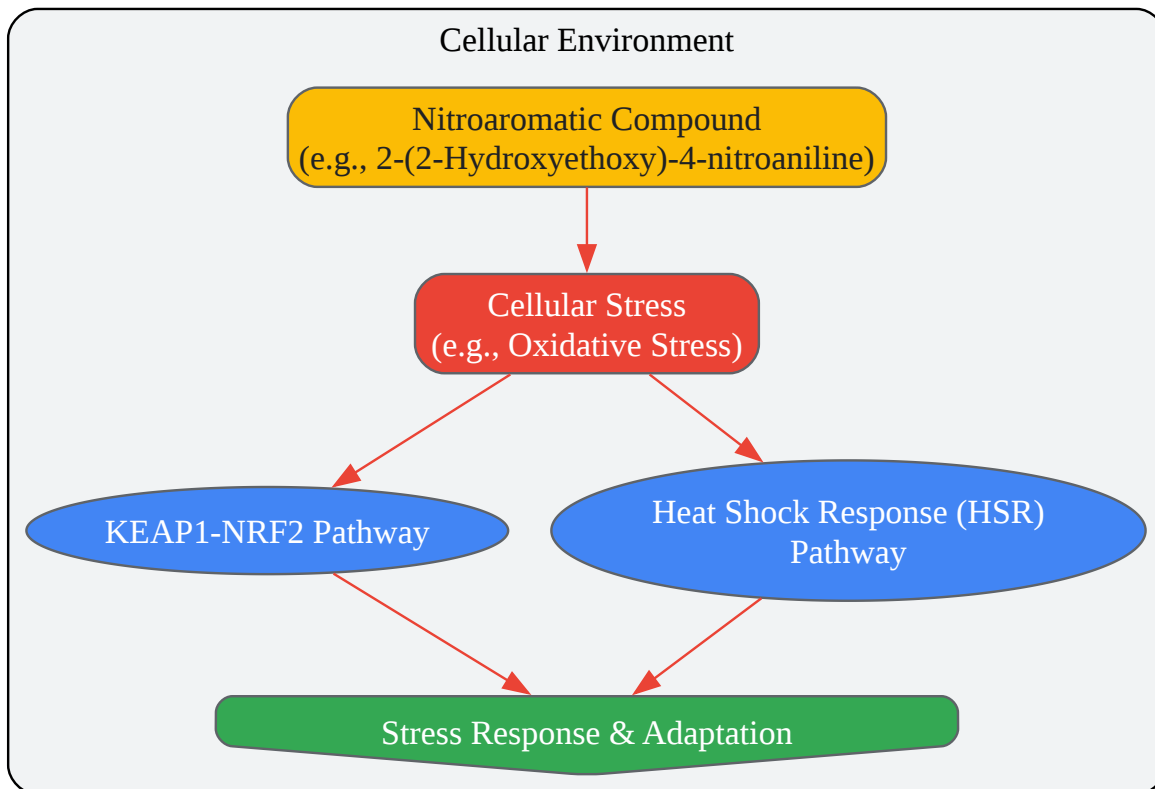 Cellular Environment
Nitroaromatic Compound
(e.g., 2-(2-Hydroxyethoxy)-4-nitroaniline)
Cellular Stress
(e.g., Oxidative Stress)
KEAP1-NRF2 Pathway
Heat Shock Response (HSR)
Pathway
Stress Response & Adaptation